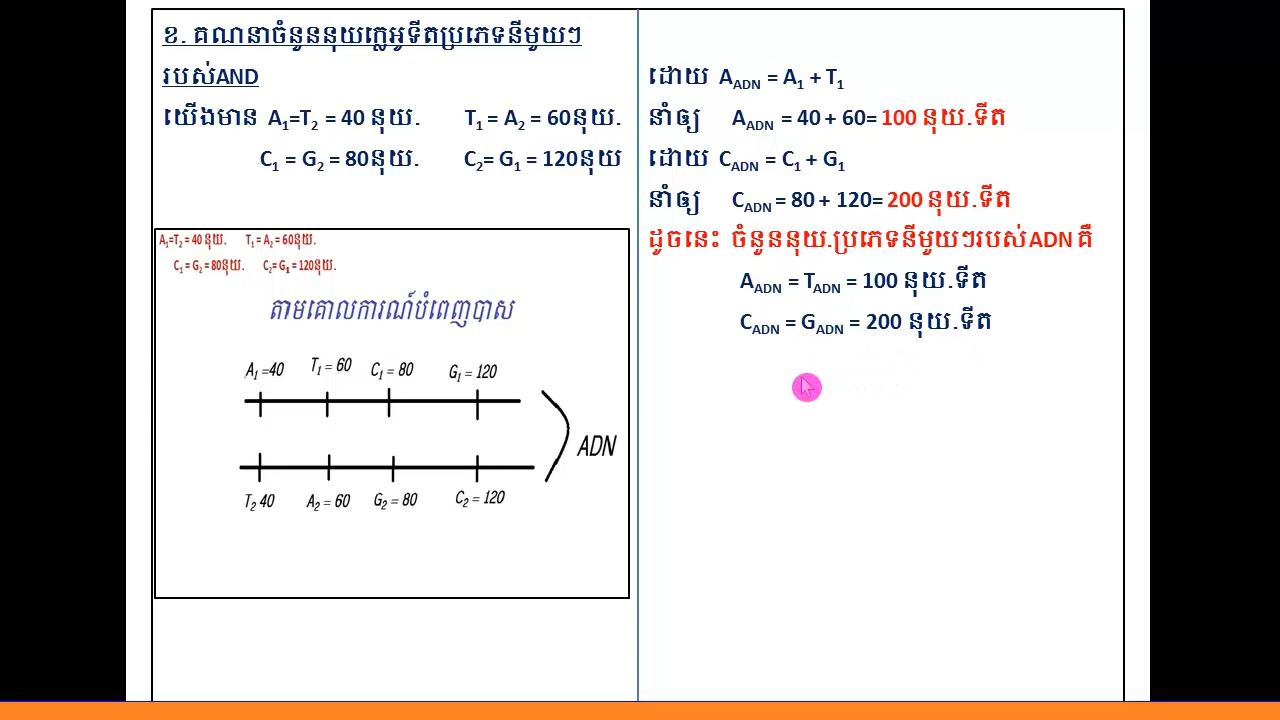 ខ. គណនាចំនួននុយក្លេអូទីតប្រភេទនីមួយៗ
របស់AND
យើងមាន A₁=T₂ = 40 នុយ. T₁ = A₂ = 60នុយ.
C₁ = G₂ = 80នុយ. C₂= G₁ = 120នុយ
A₁=T₂ = 40 នុយ. T₁ = A₂ = 60នុយ.
C₁ = G₂ = 80នុយ. C₂= G₁ = 120នុយ.
តាមគោលការណ៍បំពេញបាស
A₁ =40 T₁ = 60 C₁ = 80 G₁ = 120
ADN
T₂ 40 A₂ = 60 G₂ = 80 C₂ = 120
ដោយ A_ADN = A₁ + T₁
នាំឲ្យ A_ADN = 40 + 60= 100 នុយ.ទីត
ដោយ C_ADN = C₁ + G₁
នាំឲ្យ C_ADN = 80 + 120= 200 នុយ.ទីត
ដូចនេះ ចំនួននុយ.ប្រភេទនីមួយៗរបស់ADN គឺ
A_ADN = T_ADN = 100 នុយ.ទីត
C_ADN = G_ADN = 200 នុយ.ទីត